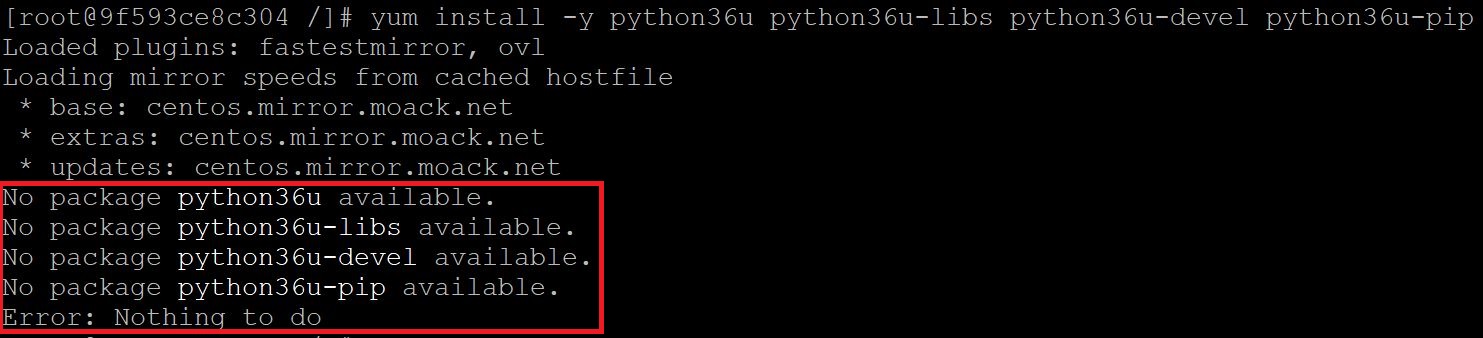 [root@9f593ce8c304 /]# yum install -y python36u python36u-libs python36u-devel python36u-pip
Loaded plugins: fastestmirror, ovl
Loading mirror speeds from cached hostfile
 * base: centos.mirror.moack.net
 * extras: centos.mirror.moack.net
 * updates: centos.mirror.moack.net
No package python36u available.
No package python36u-libs available.
No package python36u-devel available.
No package python36u-pip available.
Error: Nothing to do